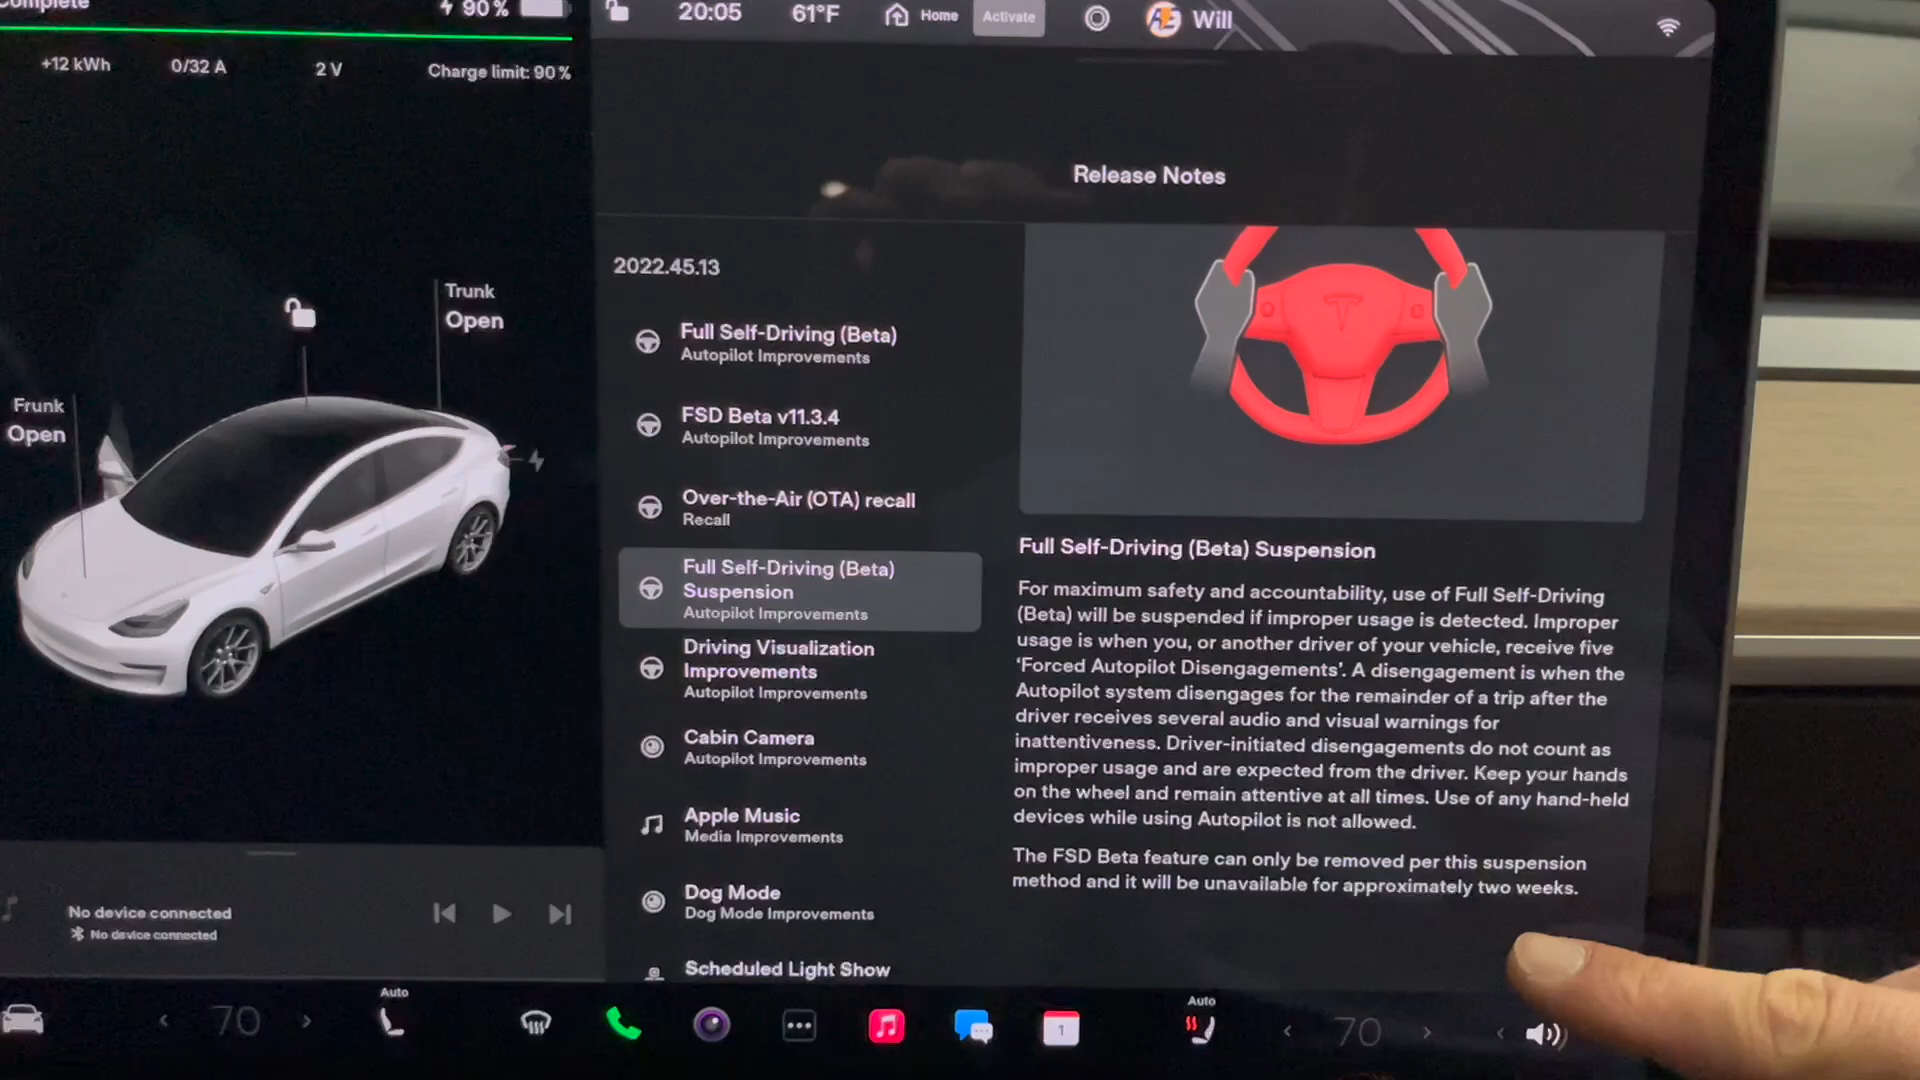 Complete
90%
20:05
61°F
Home
Activate
Will
+12 kWh
0/32 A
2 V
Charge limit: 90%
Trunk
Open
Frunk
Open
No device connected
No device connected
Release Notes
2022.45.13
Full Self-Driving (Beta)
Autopilot Improvements
FSD Beta v11.3.4
Autopilot Improvements
Over-the-Air (OTA) recall
Recall
Full Self-Driving (Beta)
Suspension
Autopilot Improvements
Driving Visualization
Improvements
Autopilot Improvements
Cabin Camera
Autopilot Improvements
Apple Music
Media Improvements
Dog Mode
Dog Mode Improvements
Scheduled Light Show
Full Self-Driving (Beta) Suspension
For maximum safety and accountability, use of Full Self-Driving
(Beta) will be suspended if improper usage is detected. Improper
usage is when you, or another driver of your vehicle, receive five
‘Forced Autopilot Disengagements’. A disengagement is when the
Autopilot system disengages for the remainder of a trip after the
driver receives several audio and visual warnings for
inattentiveness. Driver-initiated disengagements do not count as
improper usage and are expected from the driver. Keep your hands
on the wheel and remain attentive at all times. Use of any hand-held
devices while using Autopilot is not allowed.
The FSD Beta feature can only be removed per this suspension
method and it will be unavailable for approximately two weeks.
70
Auto
1
Auto
70